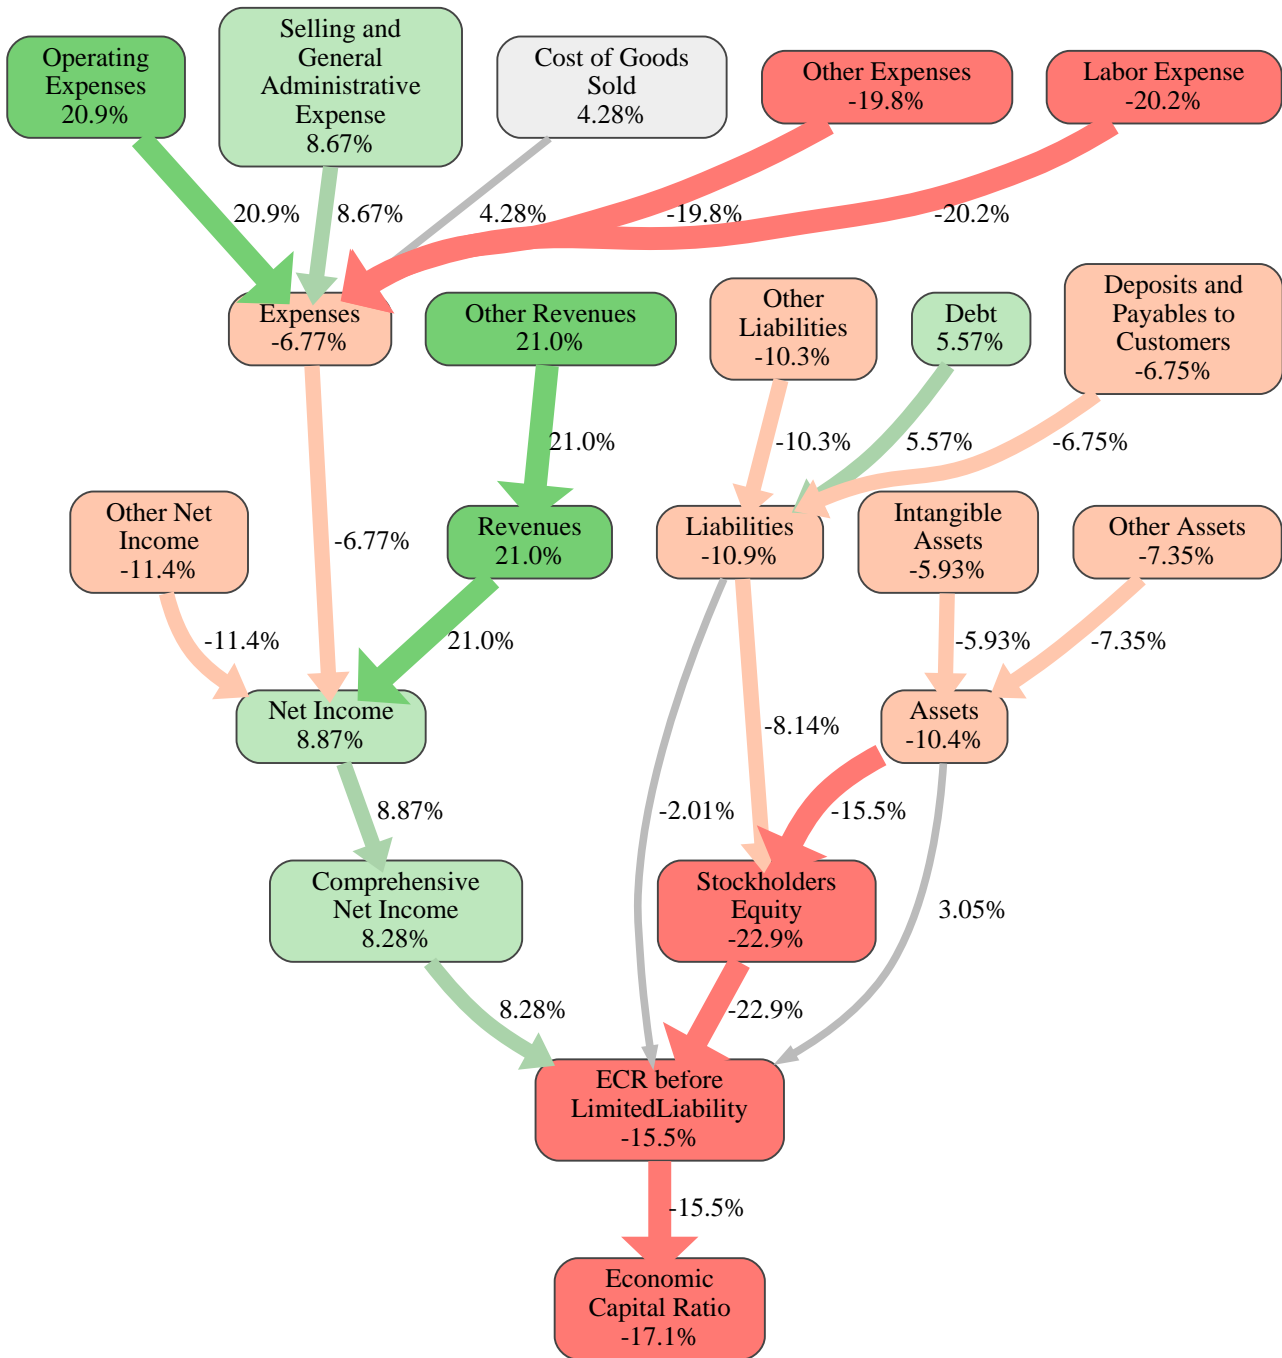 Operating
Expenses
20.9%
Selling and
General
Administrative
Expense
8.67%
Cost of Goods
Sold
4.28%
Other Expenses
-19.8%
Labor Expense
-20.2%
20.9%
8.67%
4.28%
-19.8%
-20.2%
Expenses
-6.77%
Other Revenues
21.0%
Other
Liabilities
-10.3%
Debt
5.57%
Deposits and
Payables to
Customers
-6.75%
21.0%
-10.3%
5.57%
-6.75%
Other Net
Income
-11.4%
-6.77%
Revenues
21.0%
Liabilities
-10.9%
Intangible
Assets
-5.93%
Other Assets
-7.35%
-11.4%
21.0%
-5.93%
-7.35%
Net Income
8.87%
-8.14%
Assets
-10.4%
8.87%
-2.01%
-15.5%
Comprehensive
Net Income
8.28%
Stockholders
Equity
-22.9%
3.05%
8.28%
-22.9%
ECR before
LimitedLiability
-15.5%
-15.5%
Economic
Capital Ratio
-17.1%